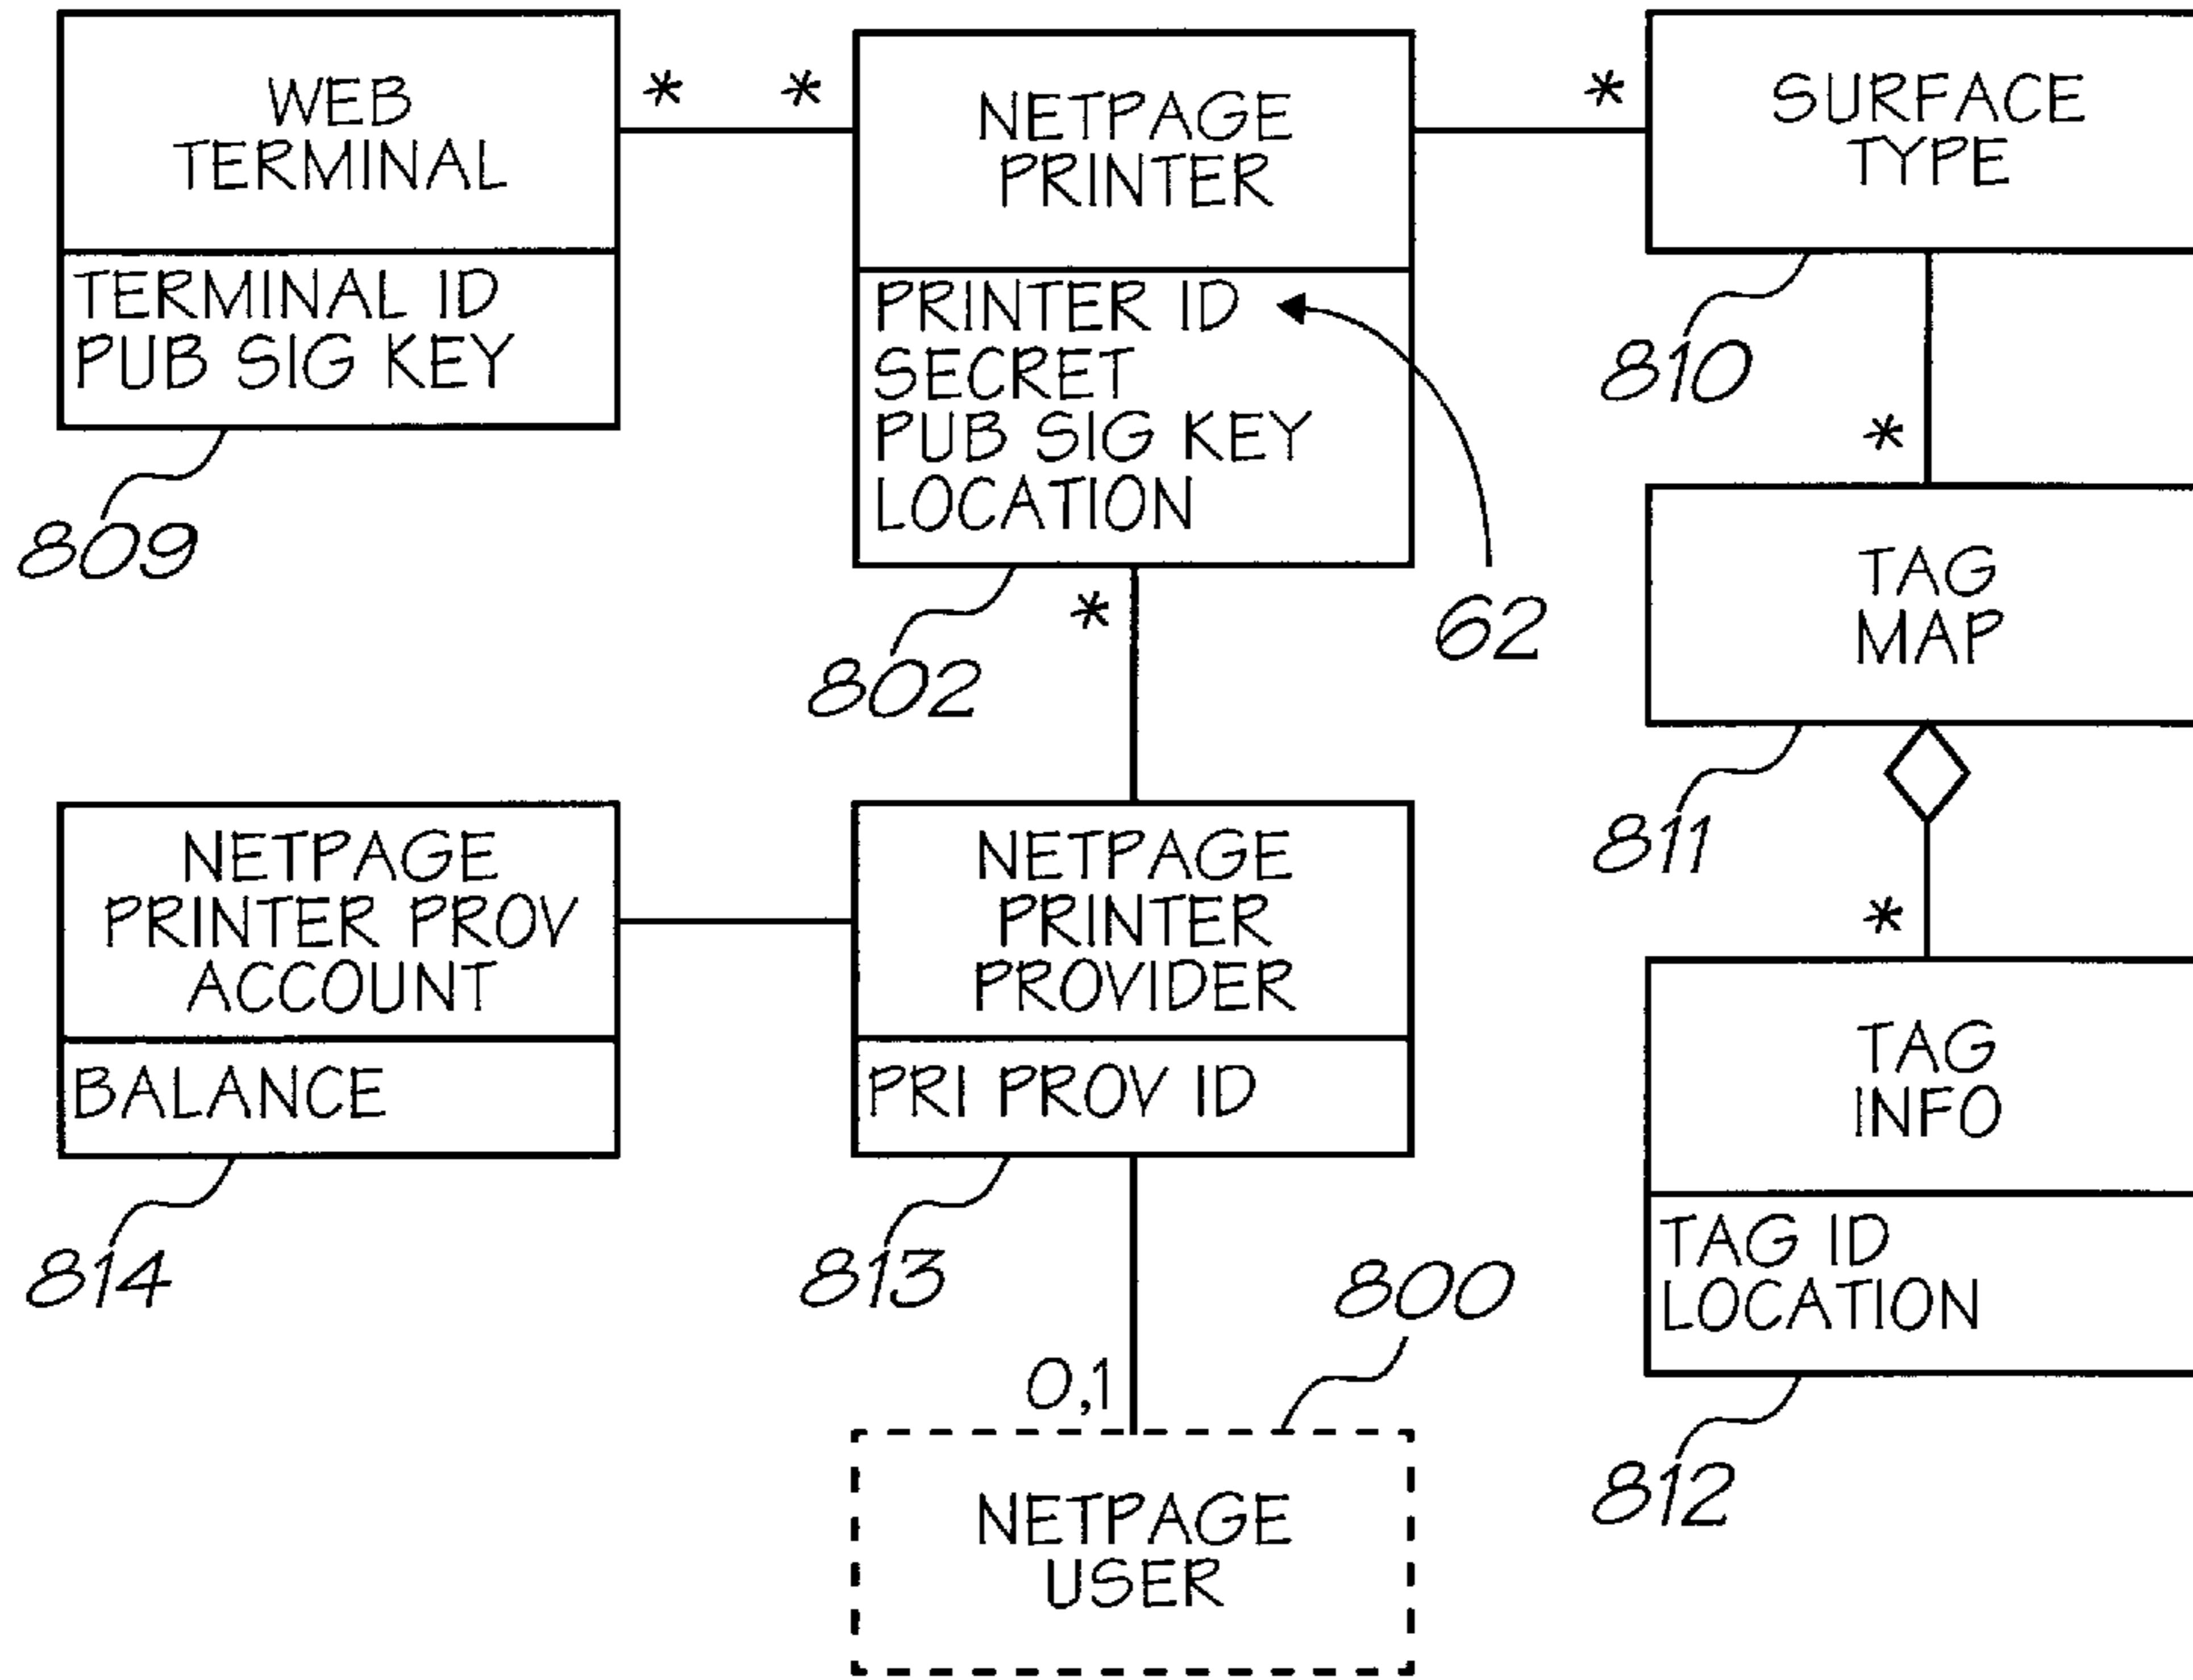 WEB
TERMINAL
TERMINAL ID
PUB SIG KEY
809
*
*
NETPAGE
PRINTER
PRINTER ID
SECRET
PUB SIG KEY
LOCATION
802
62
*
*
SURFACE
TYPE
810
*
TAG
MAP
811
*
NETPAGE
PRINTER PROV
ACCOUNT
BALANCE
814
NETPAGE
PRINTER
PROVIDER
PRI PROV ID
813
TAG
INFO
TAG ID
LOCATION
812
800
0,1
NETPAGE
USER